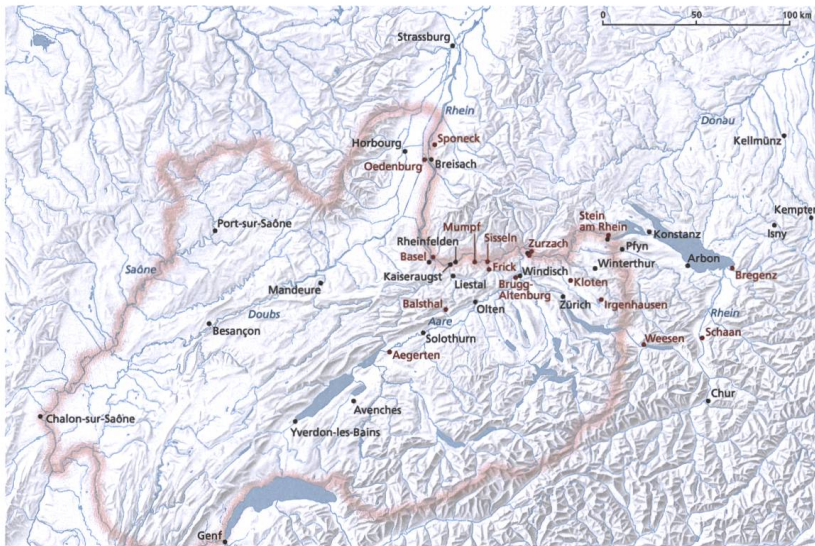 0 50 100 km
Strassburg
Rhein
Donau
Sponeck
Kellmünz
Horbourg
Oedenburg
Breisach
Kempten
Port-sur-Saône
Stein
am Rhein
Konstanz
Isny
Mumpf
Sisseln
Zurzach
Rheinfelden
Pfyn
Basel
Frick
Winterthur
Arbon
Bregenz
Saône
Kaiseraugst
Windisch
Mandeure
Liestal
Brugg-
Altenburg
Kloten
Zürich
Irgenhausen
Balsthal
Olten
Doubs
Aare
Rhein
Besançon
Solothurn
Weesen
Schaan
Aegerten
Avenches
Chur
Chalon-sur-Saône
Yverdon-les-Bains
Genf